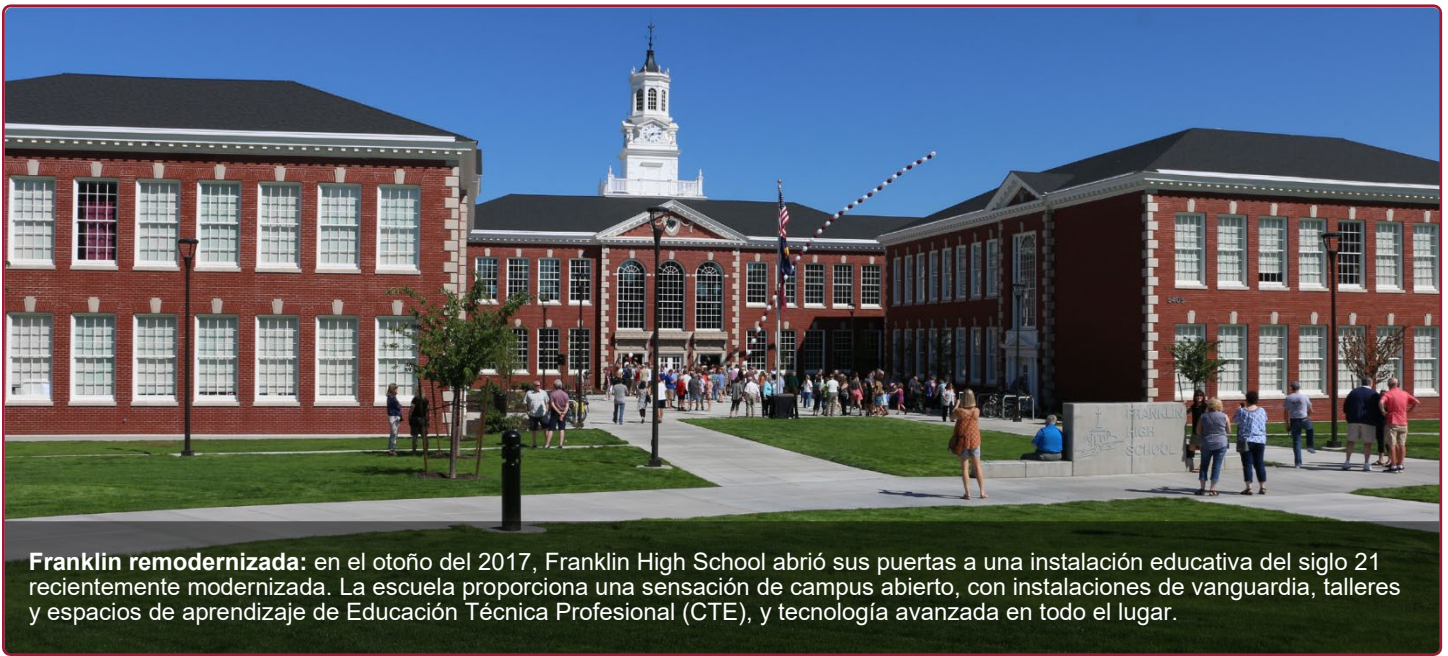 5405
FRANKLIN
HIGH
SCHOOL
Franklin remodernizada: en el otoño del 2017, Franklin High School abrió sus puertas a una instalación educativa del siglo 21
recientemente modernizada. La escuela proporciona una sensación de campus abierto, con instalaciones de vanguardia, talleres
y espacios de aprendizaje de Educación Técnica Profesional (CTE), y tecnología avanzada en todo el lugar.